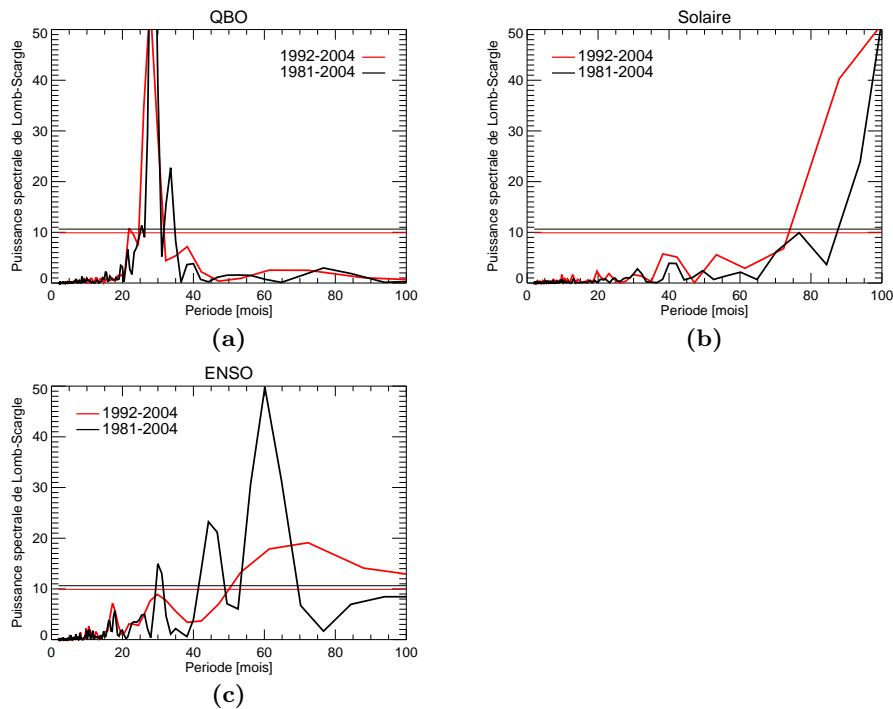 QBO
Puissance spectrale de Lomb-Scargle
50
40
30
20
10
0
1992-2004
1981-2004
0 20 40 60 80 100
Periode [mois]
(a)
Solaire
Puissance spectrale de Lomb-Scargle
50
40
30
20
10
0
1992-2004
1981-2004
0 20 40 60 80 100
Periode [mois]
(b)
ENSO
Puissance spectrale de Lomb-Scargle
50
40
30
20
10
0
1992-2004
1981-2004
0 20 40 60 80 100
Periode [mois]
(c)